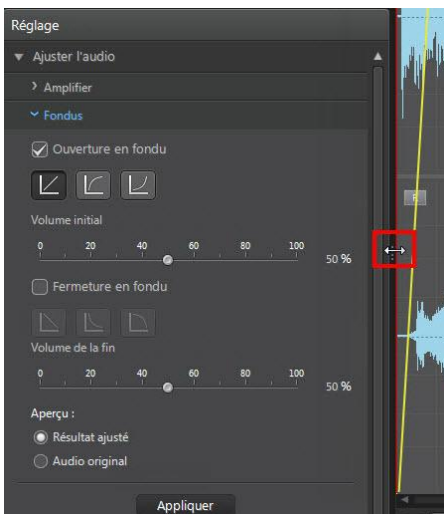 Réglage
Ajuster l'audio
Amplifier
Fondus
Ouverture en fondu
Volume initial
0 20 40 60 80 100
50 %
Fermeture en fondu
Volume de la fin
0 20 40 60 80 100
50 %
Aperçu :
Résultat ajusté
Audio original
Appliquer